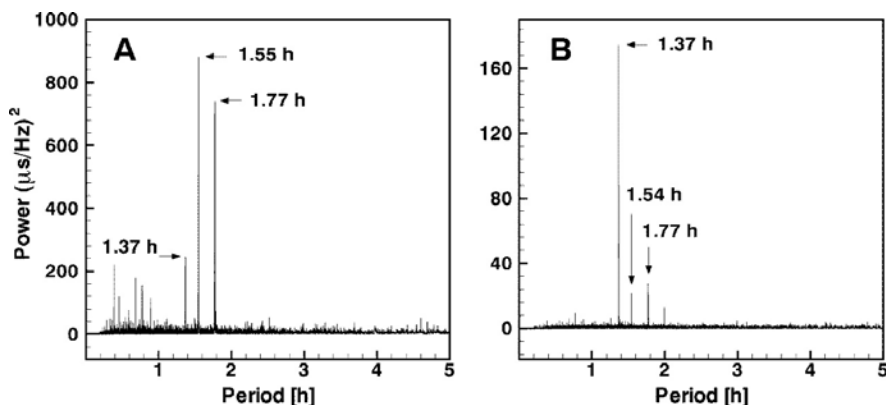 A
1000
800
600
400
200
0
Power (μs/Hz)²
1.55 h
1.77 h
1.37 h
1 2 3 4 5
Period [h]
B
160
120
80
40
0
1.37 h
1.54 h
1.77 h
1 2 3 4 5
Period [h]